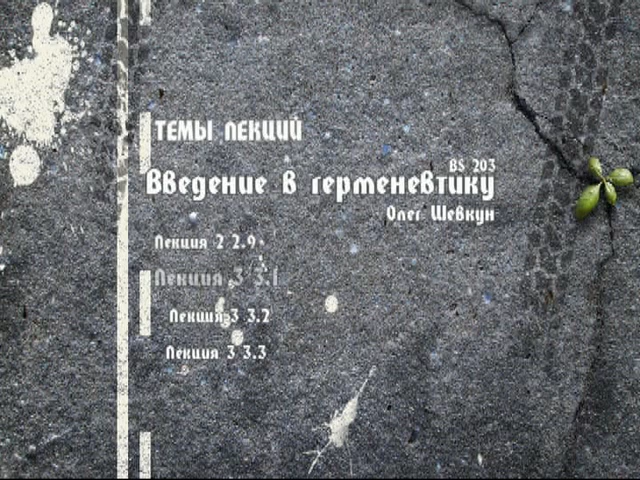 ТЕМЫ ЛЕКЦИЙ
BS 203
Введение в герменевтику
Олег Шевкун
Лекция 2 2.9
Лекция 3 3.1
Лекция 3 3.2
Лекция 3 3.3